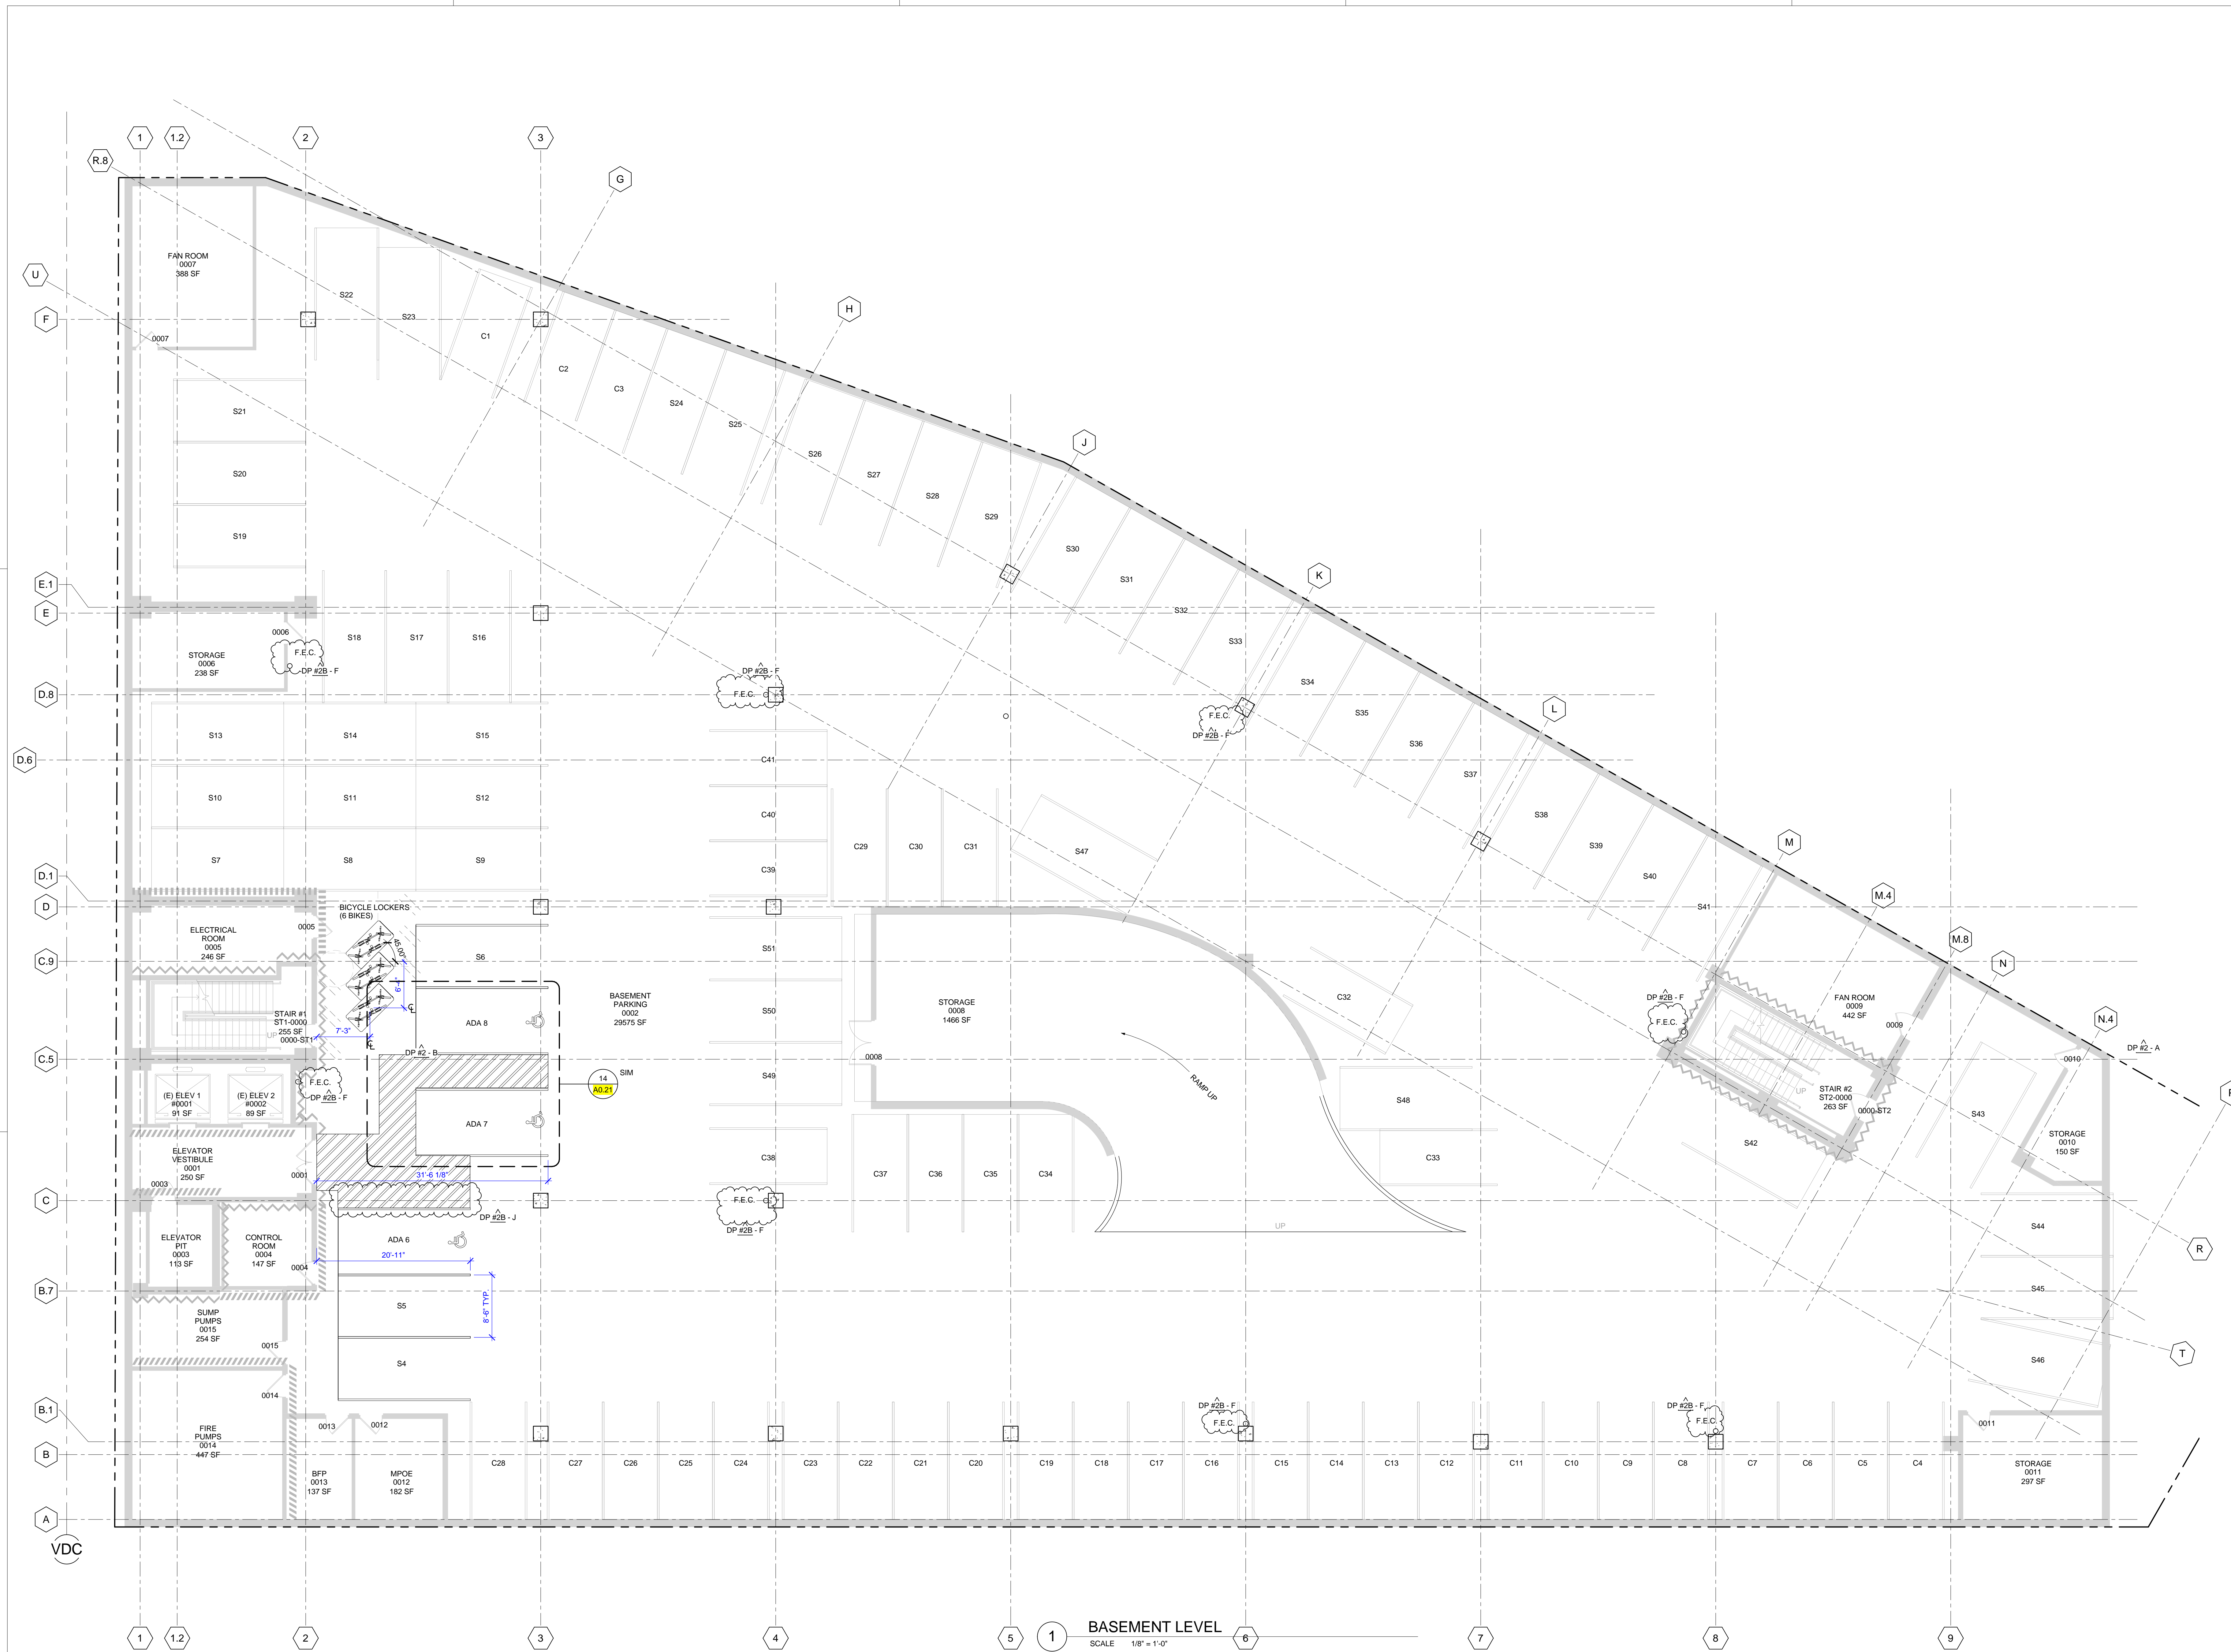 1
1.2
2
3
R.8
G
U
H
F
J
K
L
M
M.4
M.8
N
N.4
R
T
E.1
E
D.8
D.6
D.1
D
C.9
C.5
C
B.7
B.1
B
A
VDC
FAN ROOM
0007
388 SF
0007
S22
S23
C1
C2
C3
S24
S25
S26
S27
S28
S29
S30
S31
S32
S33
S34
S35
S36
S37
S38
S39
S40
S41
S21
S20
S19
STORAGE
0006
238 SF
0006
F.E.C.
DP #2B - F
S18
S17
S16
DP #2B - F
F.E.C.
F.E.C.
DP #2B - F
S13
S14
S15
S10
S11
S12
S7
S8
S9
C41
C40
C39
C29
C30
C31
S47
BICYCLE LOCKERS
(6 BIKES)
45.00°
6'-4"
7'-3"
ELECTRICAL
ROOM
0005
246 SF
0005
S6
S51
S50
S49
STAIR #1
ST1-0000
255 SF
0000-ST1
UP
ADA 8
DP #2 - B
BASEMENT
PARKING
0002
29575 SF
STORAGE
0008
1466 SF
0008
RAMP UP
C32
14
A0.21
SIM
(E) ELEV 1
#0001
91 SF
(E) ELEV 2
#0002
89 SF
F.E.C.
DP #2B - F
ADA 7
31'-6 1/8"
ELEVATOR
VESTIBULE
0001
250 SF
0001
0003
DP #2B - J
C38
F.E.C.
DP #2B - F
C37
C36
C35
C34
S48
C33
UP
DP #2B - F
F.E.C.
FAN ROOM
0009
442 SF
0009
STAIR #2
ST2-0000
263 SF
0000-ST2
UP
S42
S43
0010
DP #2 - A
STORAGE
0010
150 SF
S44
S45
S46
ELEVATOR
PIT
0003
113 SF
CONTROL
ROOM
0004
147 SF
0004
ADA 6
20'-11"
8'-6" TYP.
S5
S4
SUMP
PUMPS
0015
254 SF
0015
0014
FIRE
PUMPS
0014
447 SF
0013
0012
BFP
0013
137 SF
MPOE
0012
182 SF
C28
C27
C26
C25
C24
C23
C22
C21
C20
C19
C18
C17
C16
C15
C14
C13
C12
C11
C10
C9
C8
C7
C6
C5
C4
DP #2B - F
F.E.C.
DP #2B - F
F.E.C.
0011
STORAGE
0011
297 SF
1
1.2
2
3
4
5
6
7
8
9
1
BASEMENT LEVEL
SCALE 1/8" = 1'-0"